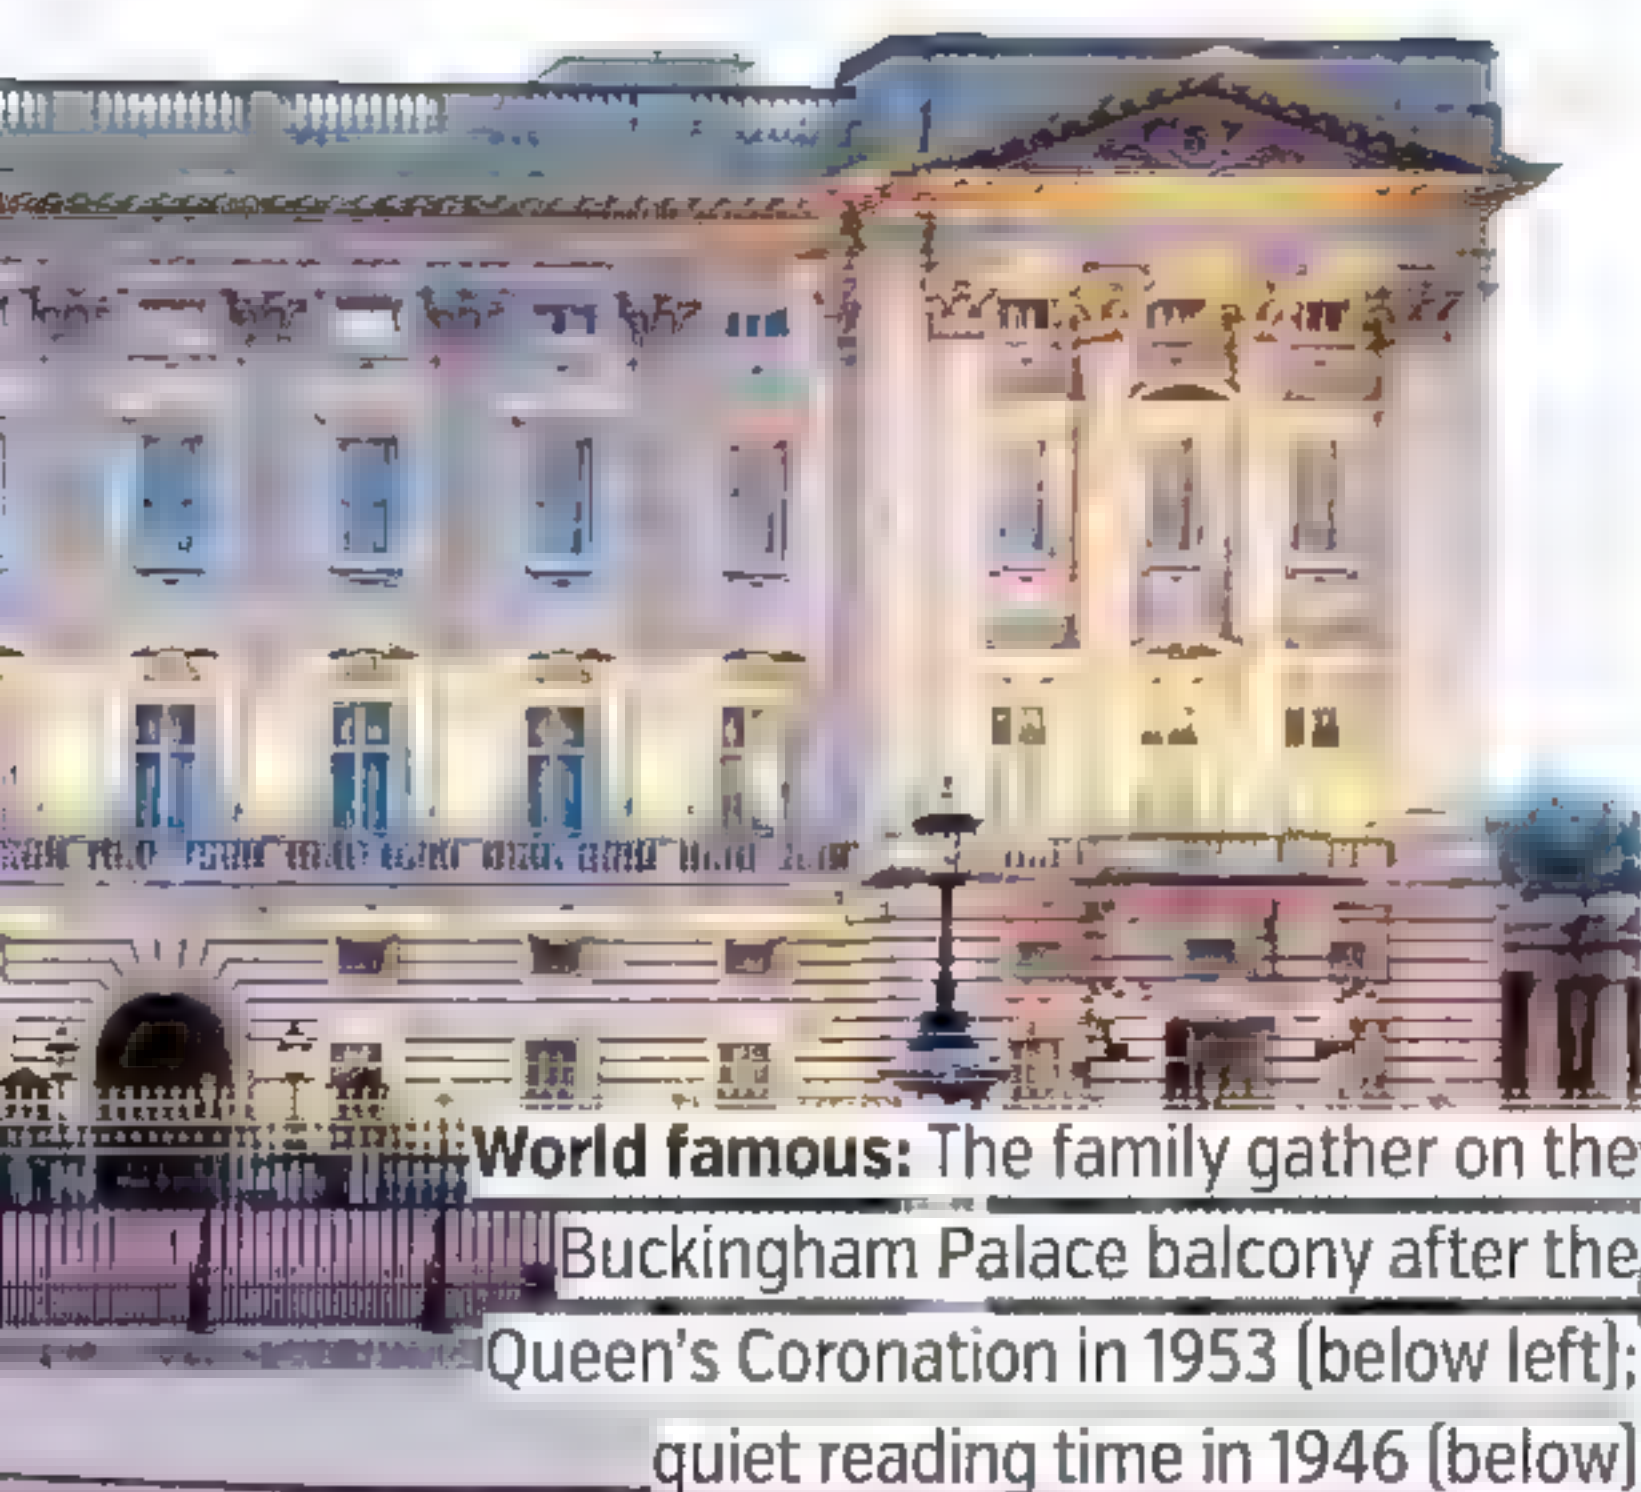 World famous: The family gather on the
Buckingham Palace balcony after the
Queen's Coronation in 1953 (below left);
quiet reading time in 1946 (below)